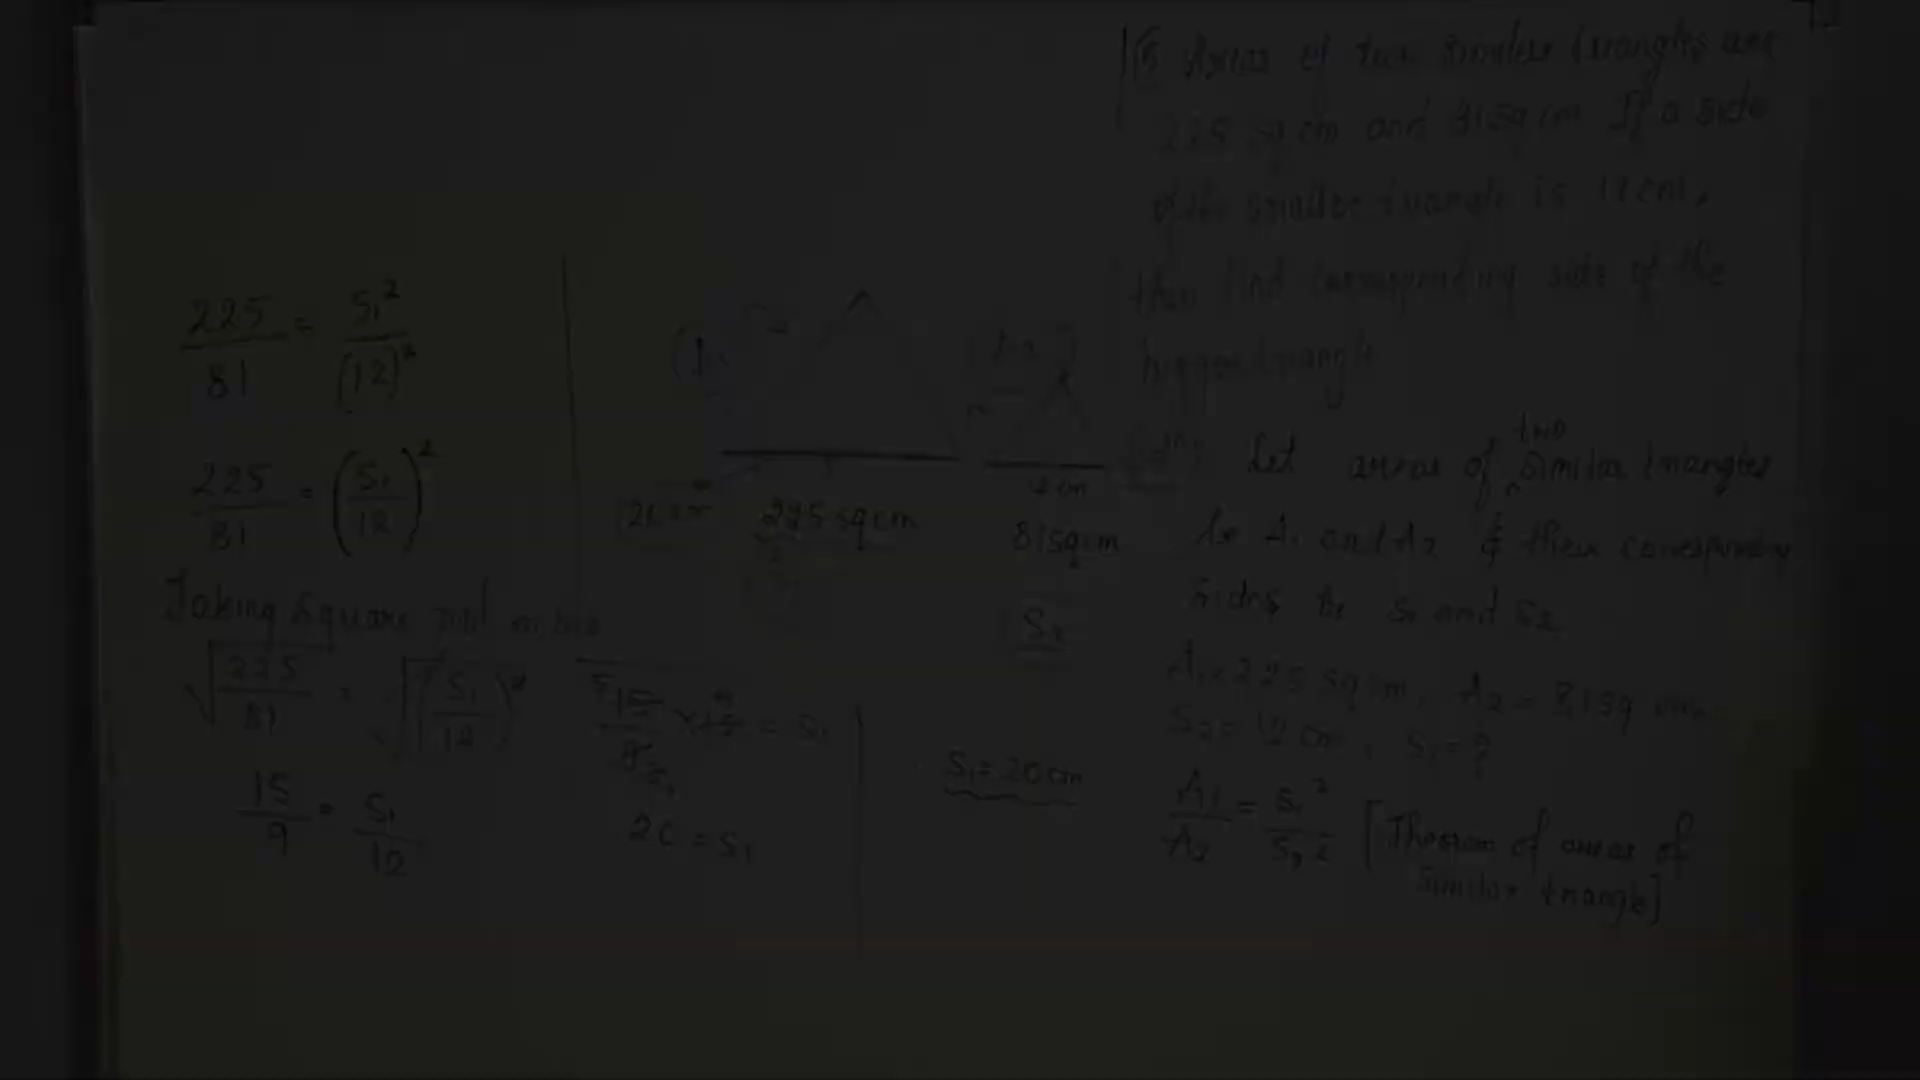 Areas of two similar triangles are
225 sq cm and 81 sq cm If a side
of the smaller triangle is 12 cm,
then find corresponding side of the
bigger triangle
Let areas of two similar triangles
be A1 and A2 & their corresponding
sides be S1 and S2
A1 = 225 sq cm, A2 = 81 sq cm
S2 = 12 cm, S1 = ?
A1/A2 = S1²/S2² [Theorem of areas of
similar triangle]
12 cm
20 cm
225 sq cm
81 sq cm
S2
225/81 = S1²/(12)²
225/81 = (S1/12)²
Taking square root
√225/81 = √(S1/12)²
15/9 = S1/12
20 = S1
S1 = 20 cm